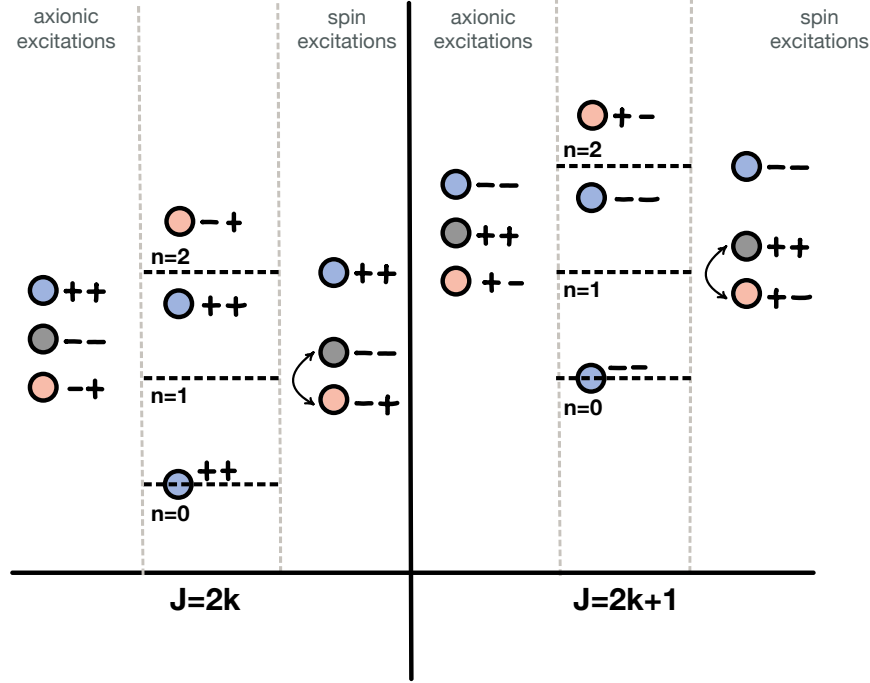 axionic
excitations
spin
excitations
axionic
excitations
spin
excitations
− +
n=2
+ +
+ +
− −
− +
n=1
+ +
n=0
+ +
− −
− +
+ −
n=2
− −
− −
+ +
+ −
n=1
− −
n=0
− −
+ +
+ −
J=2k
J=2k+1